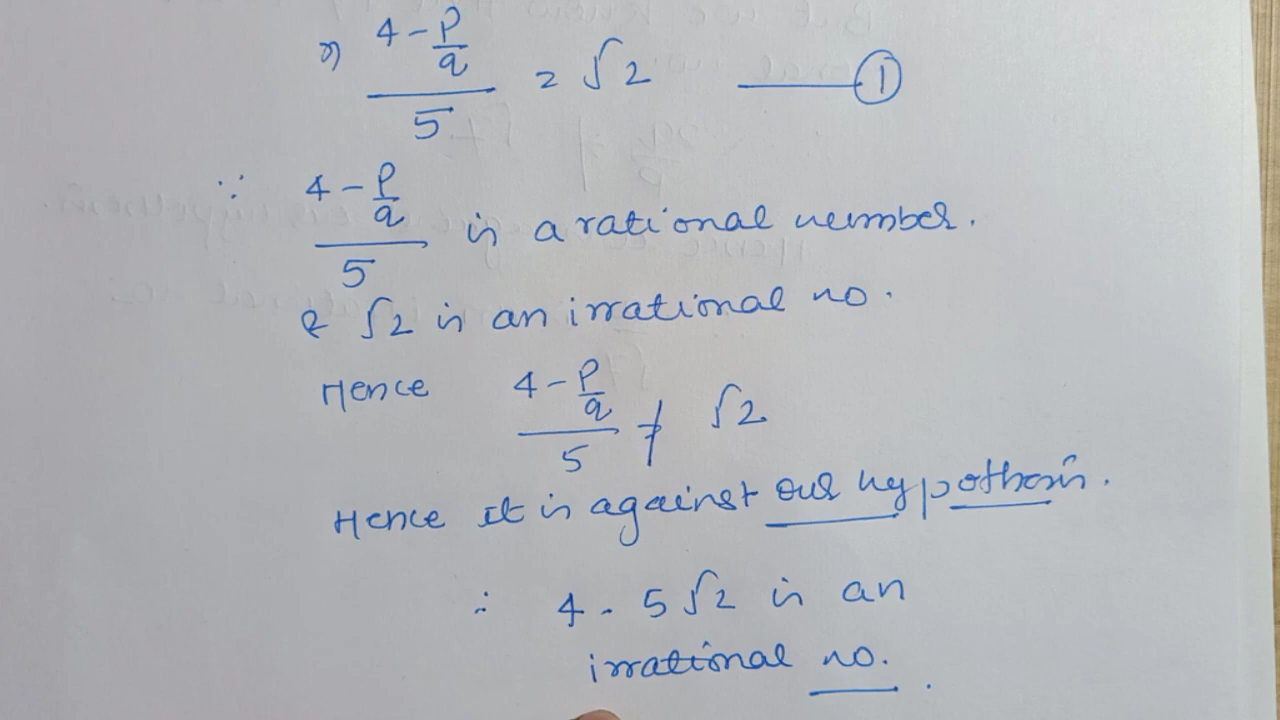 ⇒ (4 - p/q)/5 = √2 —— ①
∵ (4 - p/q)/5 is a rational number.
& √2 is an irrational no.
Hence (4 - p/q)/5 ≠ √2
Hence it is against our hypothesis.
∴ 4 - 5√2 is an
irrational no.